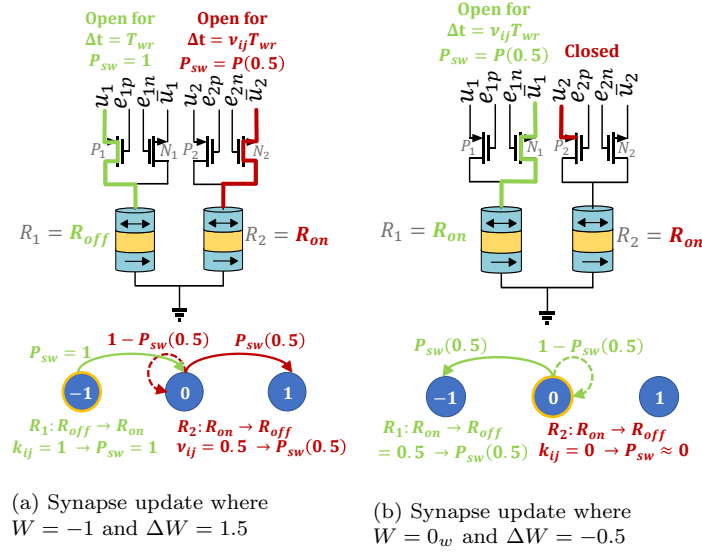 Open for
Δt = T_wr
P_sw = 1
Open for
Δt = ν_ij T_wr
P_sw = P(0.5)
u_1
e_1p
e_1n
ū_1
u_2
e_2p
e_2n
ū_2
P_1
N_1
P_2
N_2
R_1 = R_off
R_2 = R_on
P_sw = 1
1 − P_sw(0.5)
P_sw(0.5)
−1
0
1
R_1: R_off → R_on
k_ij = 1 → P_sw = 1
R_2: R_on → R_off
ν_ij = 0.5 → P_sw(0.5)
(a) Synapse update where
W = −1 and ΔW = 1.5
Open for
Δt = ν_ij T_wr
P_sw = P(0.5)
Closed
u_1
e_1p
e_1n
ū_1
u_2
e_2p
e_2n
ū_2
P_1
N_1
P_2
N_2
R_1 = R_on
R_2 = R_on
P_sw(0.5)
1 − P_sw(0.5)
−1
0
1
R_1: R_on → R_off
= 0.5 → P_sw(0.5)
R_2: R_on → R_off
k_ij = 0 → P_sw ≈ 0
(b) Synapse update where
W = 0_w and ΔW = −0.5